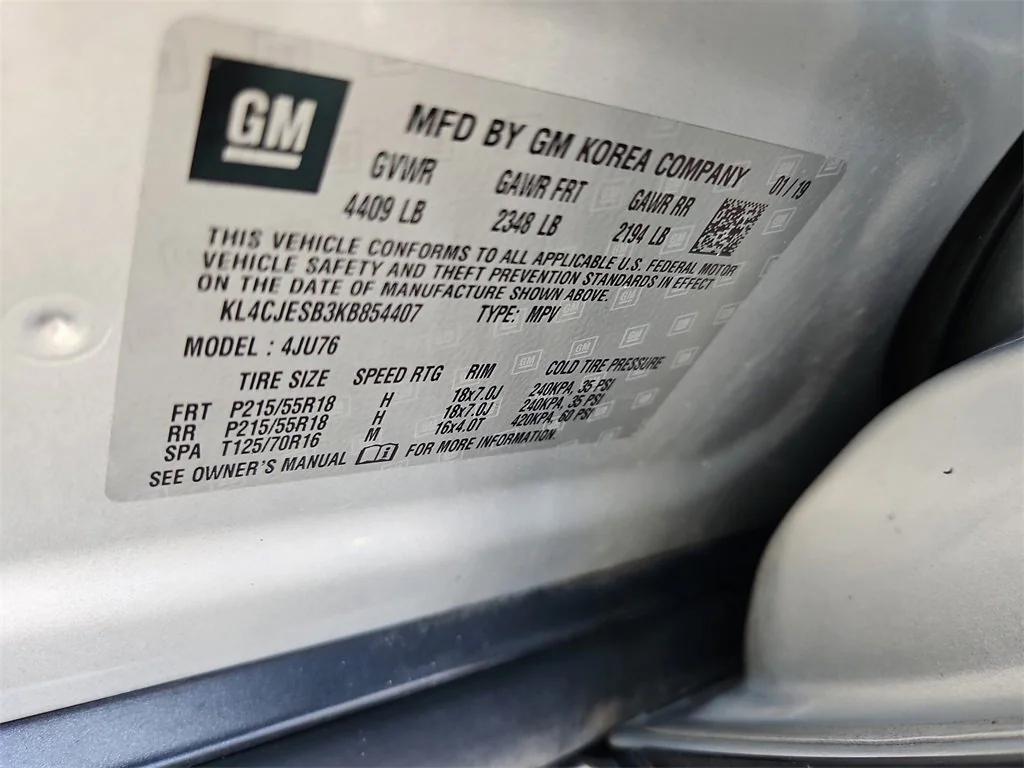 GM
MFD BY GM KOREA COMPANY 01/19
GVWR GAWR FRT GAWR RR
4409 LB 2348 LB 2194 LB
THIS VEHICLE CONFORMS TO ALL APPLICABLE U.S. FEDERAL MOTOR
VEHICLE SAFETY AND THEFT PREVENTION STANDARDS IN EFFECT
ON THE DATE OF MANUFACTURE SHOWN ABOVE.
KL4CJESB3KB854407 TYPE: MPV
MODEL : 4JU76
TIRE SIZE SPEED RTG RIM COLD TIRE PRESSURE
FRT P215/55R18 H 18x7.0J 240KPA, 35 PSI
RR P215/55R18 H 18x7.0J 240KPA, 35 PSI
SPA T125/70R16 M 16x4.0T 420KPA, 60 PSI
SEE OWNER'S MANUAL FOR MORE INFORMATION.